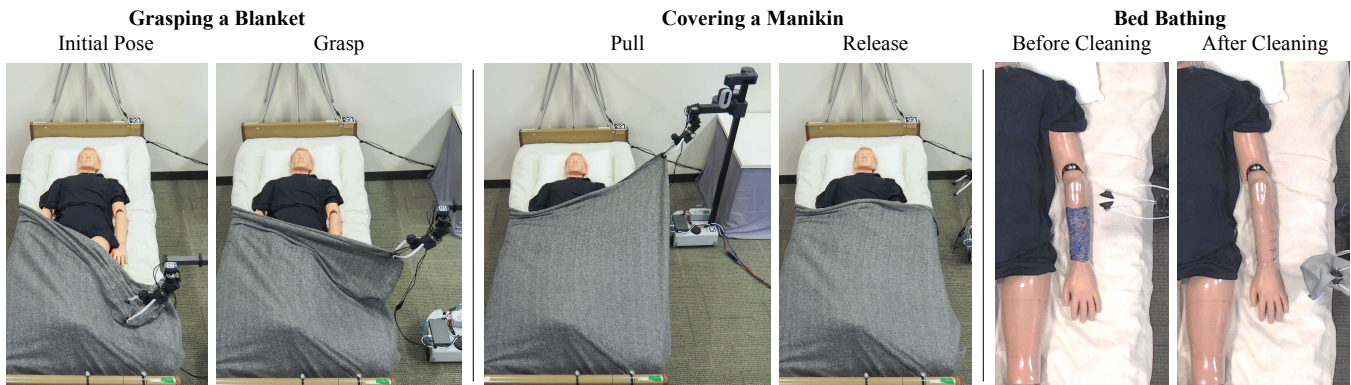 Grasping a Blanket
Initial Pose
Grasp
Covering a Manikin
Pull
Release
Bed Bathing
Before Cleaning
After Cleaning